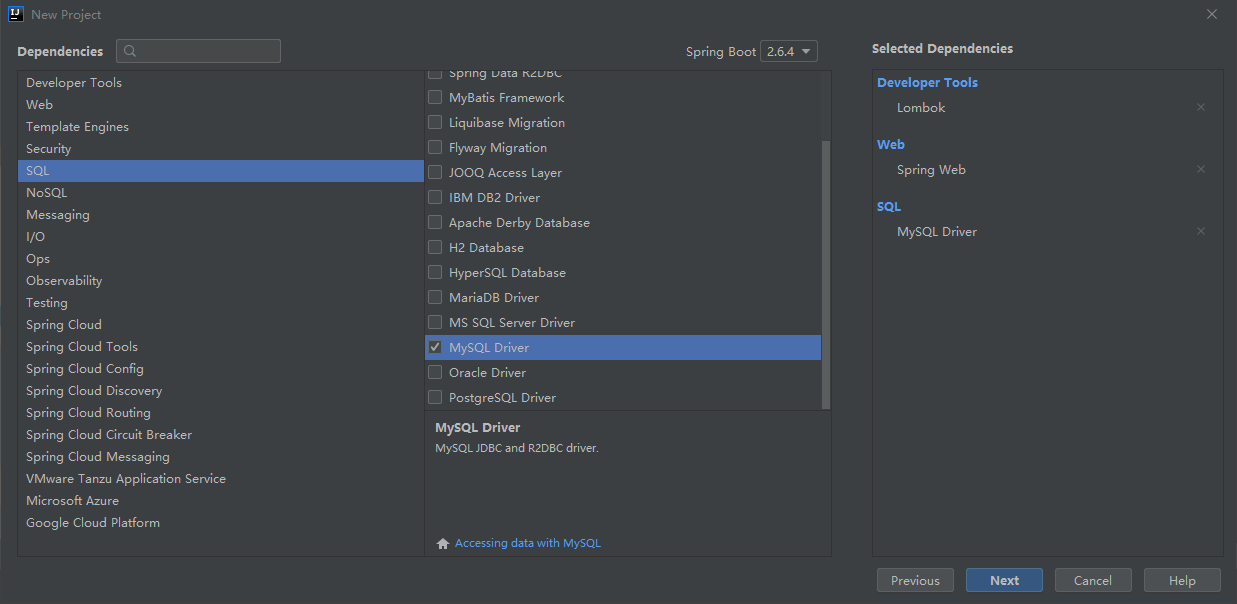 IJ New Project
Dependencies
Spring Boot 2.6.4
Selected Dependencies
Developer Tools
Web
Template Engines
Security
SQL
NoSQL
Messaging
I/O
Ops
Observability
Testing
Spring Cloud
Spring Cloud Tools
Spring Cloud Config
Spring Cloud Discovery
Spring Cloud Routing
Spring Cloud Circuit Breaker
Spring Cloud Messaging
VMware Tanzu Application Service
Microsoft Azure
Google Cloud Platform
Spring Data R2DBC
MyBatis Framework
Liquibase Migration
Flyway Migration
JOOQ Access Layer
IBM DB2 Driver
Apache Derby Database
H2 Database
HyperSQL Database
MariaDB Driver
MS SQL Server Driver
MySQL Driver
Oracle Driver
PostgreSQL Driver
MySQL Driver
MySQL JDBC and R2DBC driver.
Accessing data with MySQL
Developer Tools
Lombok
Web
Spring Web
SQL
MySQL Driver
Previous
Next
Cancel
Help